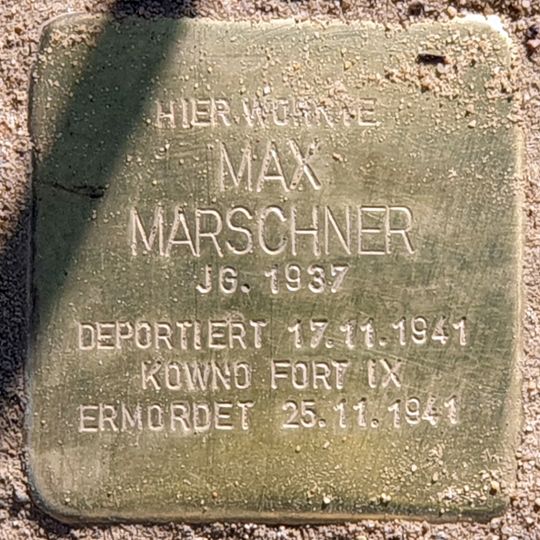 HIER WOHNTE
MAX
MARSCHNER
JG. 1937
DEPORTIERT 17.11.1941
KOWNO FORT IX
ERMORDET 25.11.1941